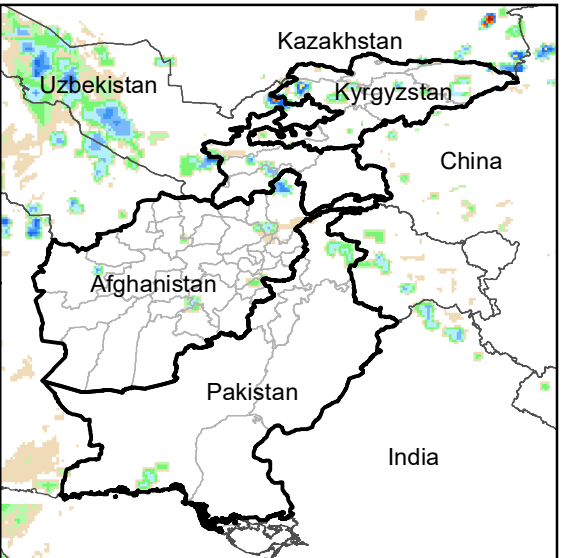 Kazakhstan
Uzbekistan
Kyrgyzstan
China
Afghanistan
Pakistan
India